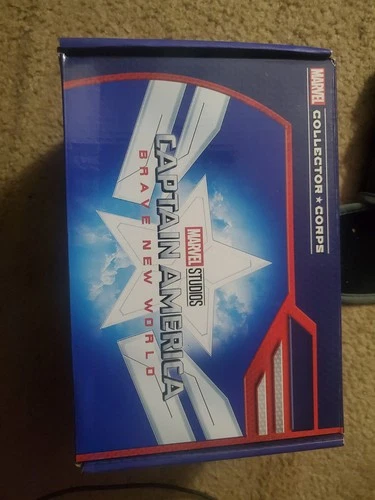 MARVEL
COLLECTOR ★ CORPS
MARVEL STUDIOS
CAPTAIN AMERICA
BRAVE NEW WORLD